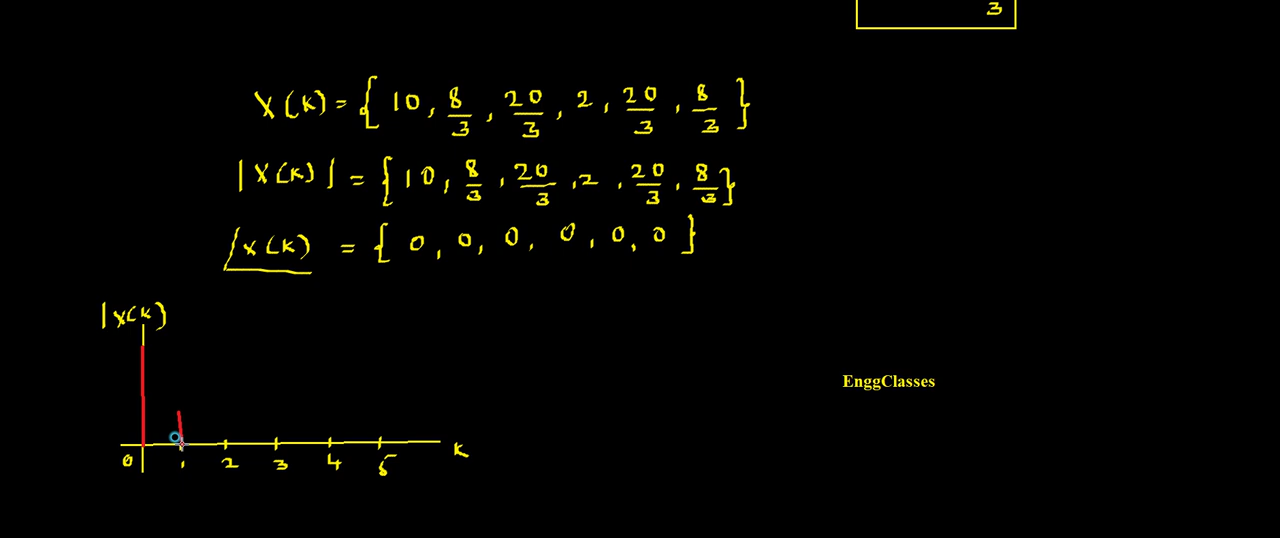 3
X(K) = { 10, 8/3, 20/3, 2, 20/3, 8/3 }
|X(K)| = { 10, 8/3, 20/3, 2, 20/3, 8/3 }
/X(K) = { 0, 0, 0, 0, 0, 0 }
|X(K)
EnggClasses
0 1 2 3 4 5 K